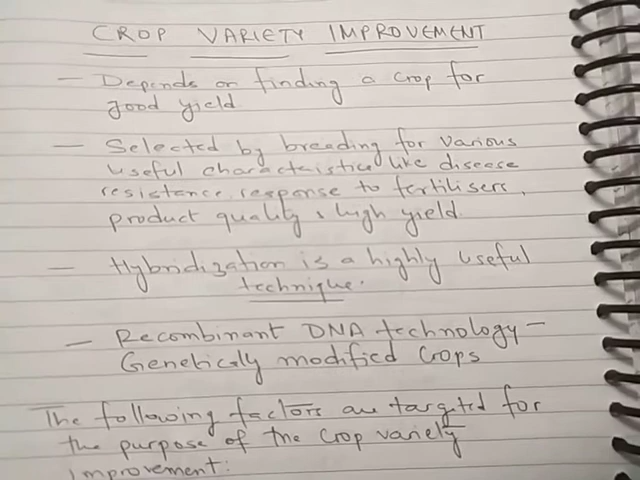 CROP VARIETY IMPROVEMENT
- Depends on finding a crop for
good yield
- Selected by breeding for various
useful characteristics like disease
resistance, response to fertilisers,
product quality & high yield.
- Hybridization is a highly useful
technique.
- Recombinant DNA technology -
Genetically modified crops
The following factors are targeted for
the purpose of the crop variety
improvement: